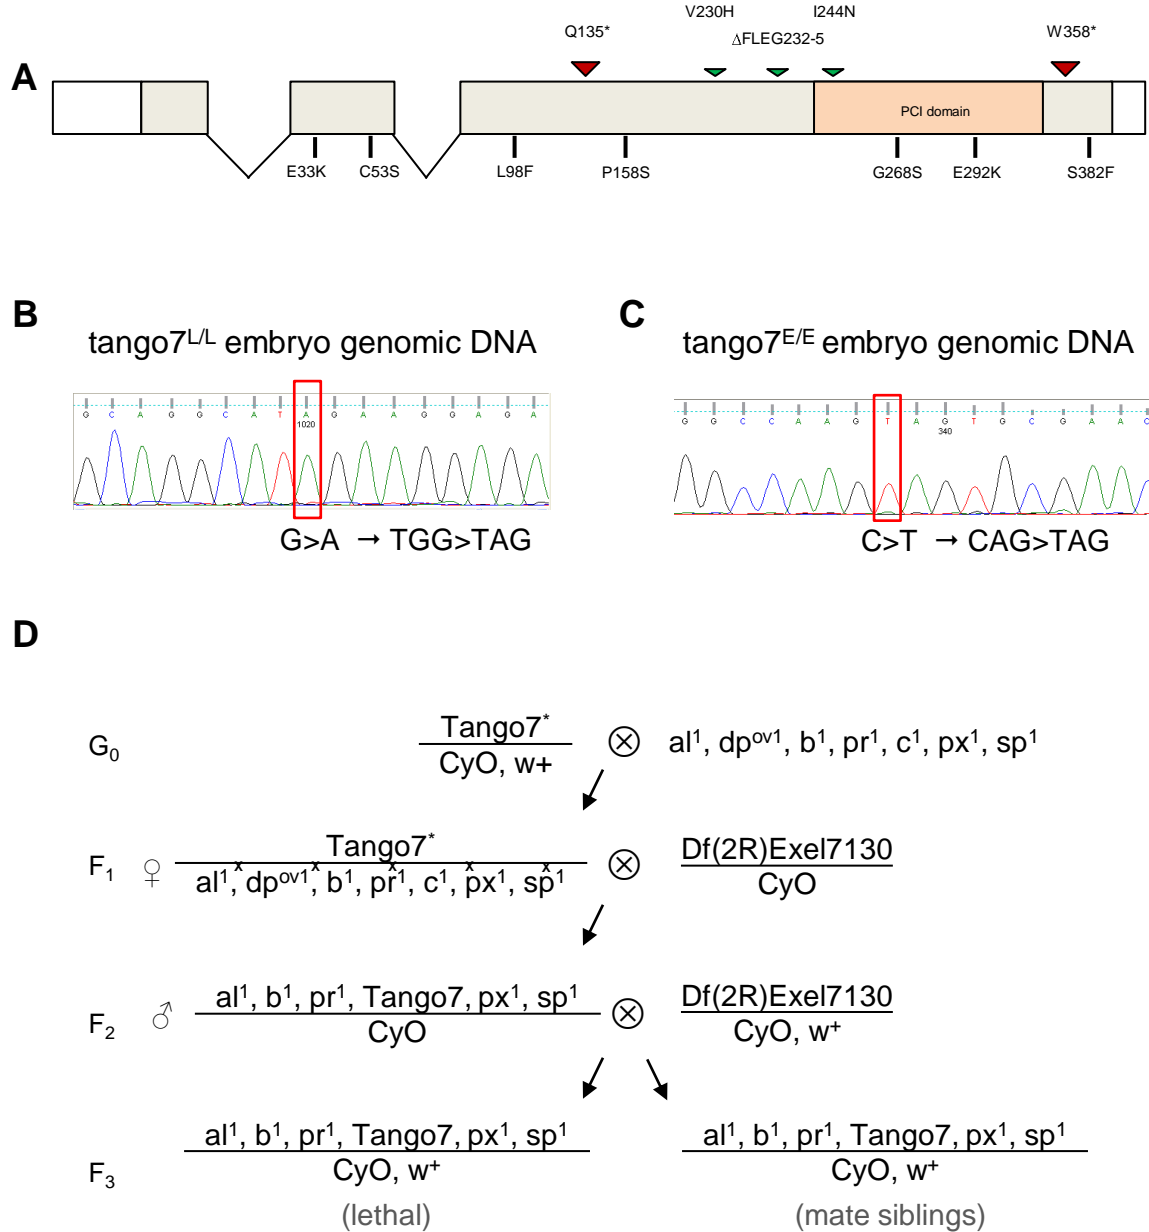 V230H I244N
Q135* ΔFLEG232-5 W358*
A
PCI domain
E33K C53S L98F P158S G268S E292K S382F
B
tango7L/L embryo genomic DNA
G C A G G C A T A G A A G G A G A
1020
G>A → TGG>TAG
C
tango7E/E embryo genomic DNA
G G C C A A G T A G T G C G A A C
340
C>T → CAG>TAG
D
G0 Tango7* ⊗ al1, dpov1, b1, pr1, c1, px1, sp1
CyO, w+
F1 ♀ Tango7* ⊗ Df(2R)Exel7130
x x x x x
al1, dpov1, b1, pr1, c1, px1, sp1 CyO
F2 ♂ al1, b1, pr1, Tango7, px1, sp1 ⊗ Df(2R)Exel7130
CyO CyO, w+
F3 al1, b1, pr1, Tango7, px1, sp1 al1, b1, pr1, Tango7, px1, sp1
CyO, w+ CyO, w+
(lethal) (mate siblings)